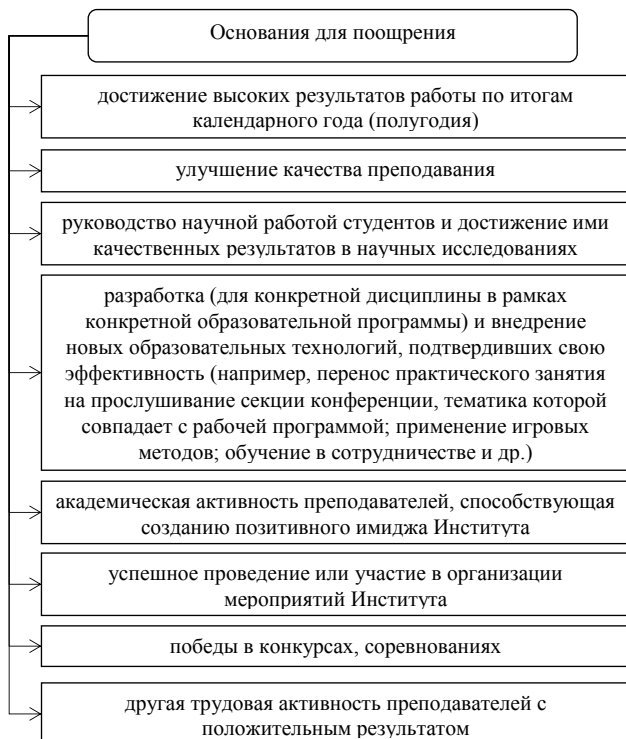 Основания для поощрения
достижение высоких результатов работы по итогам
календарного года (полугодия)
улучшение качества преподавания
руководство научной работой студентов и достижение ими
качественных результатов в научных исследованиях
разработка (для конкретной дисциплины в рамках
конкретной образовательной программы) и внедрение
новых образовательных технологий, подтвердивших свою
эффективность (например, перенос практического занятия
на прослушивание секции конференции, тематика которой
совпадает с рабочей программой; применение игровых
методов; обучение в сотрудничестве и др.)
академическая активность преподавателей, способствующая
созданию позитивного имиджа Института
успешное проведение или участие в организации
мероприятий Института
победы в конкурсах, соревнованиях
другая трудовая активность преподавателей с
положительным результатом